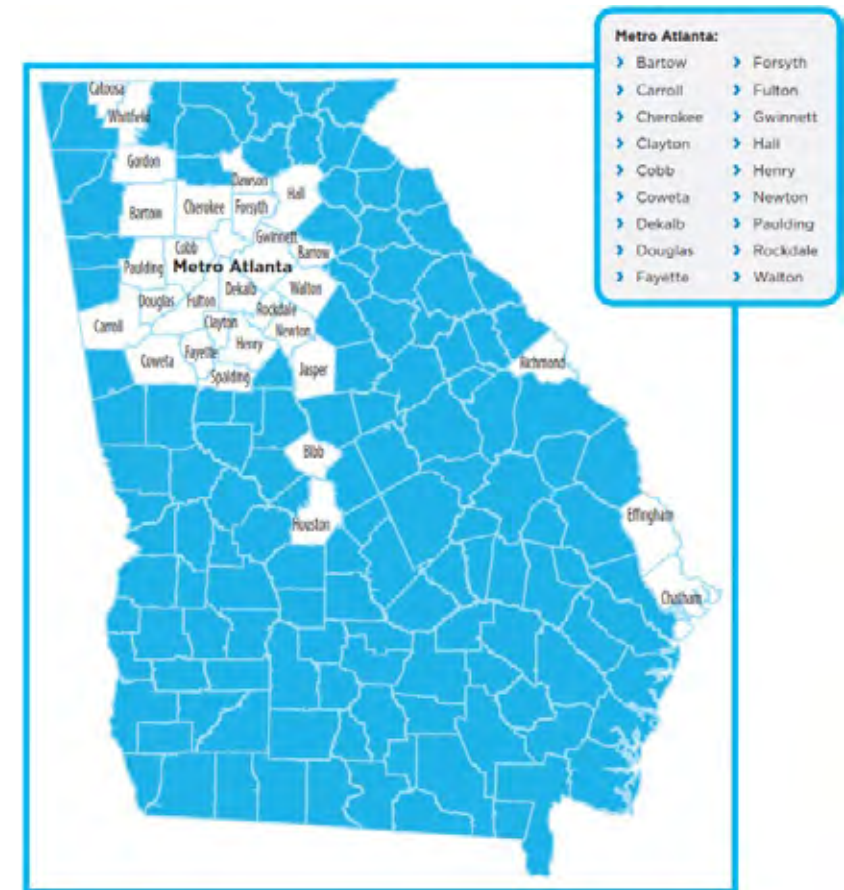 Metro Atlanta:
Bartow
Carroll
Cherokee
Clayton
Cobb
Coweta
Dekalb
Douglas
Fayette
Forsyth
Fulton
Gwinnett
Hall
Henry
Newton
Paulding
Rockdale
Walton
Catoosa
Whitfield
Gordon
Dawson
Hall
Bartow
Cherokee
Forsyth
Gwinnett
Cobb
Barrow
Paulding
Metro Atlanta
Dekalb
Walton
Douglas
Fulton
Rockdale
Carroll
Clayton
Newton
Henry
Fayette
Coweta
Jasper
Spalding
Richmond
Bibb
Houston
Effingham
Chatham